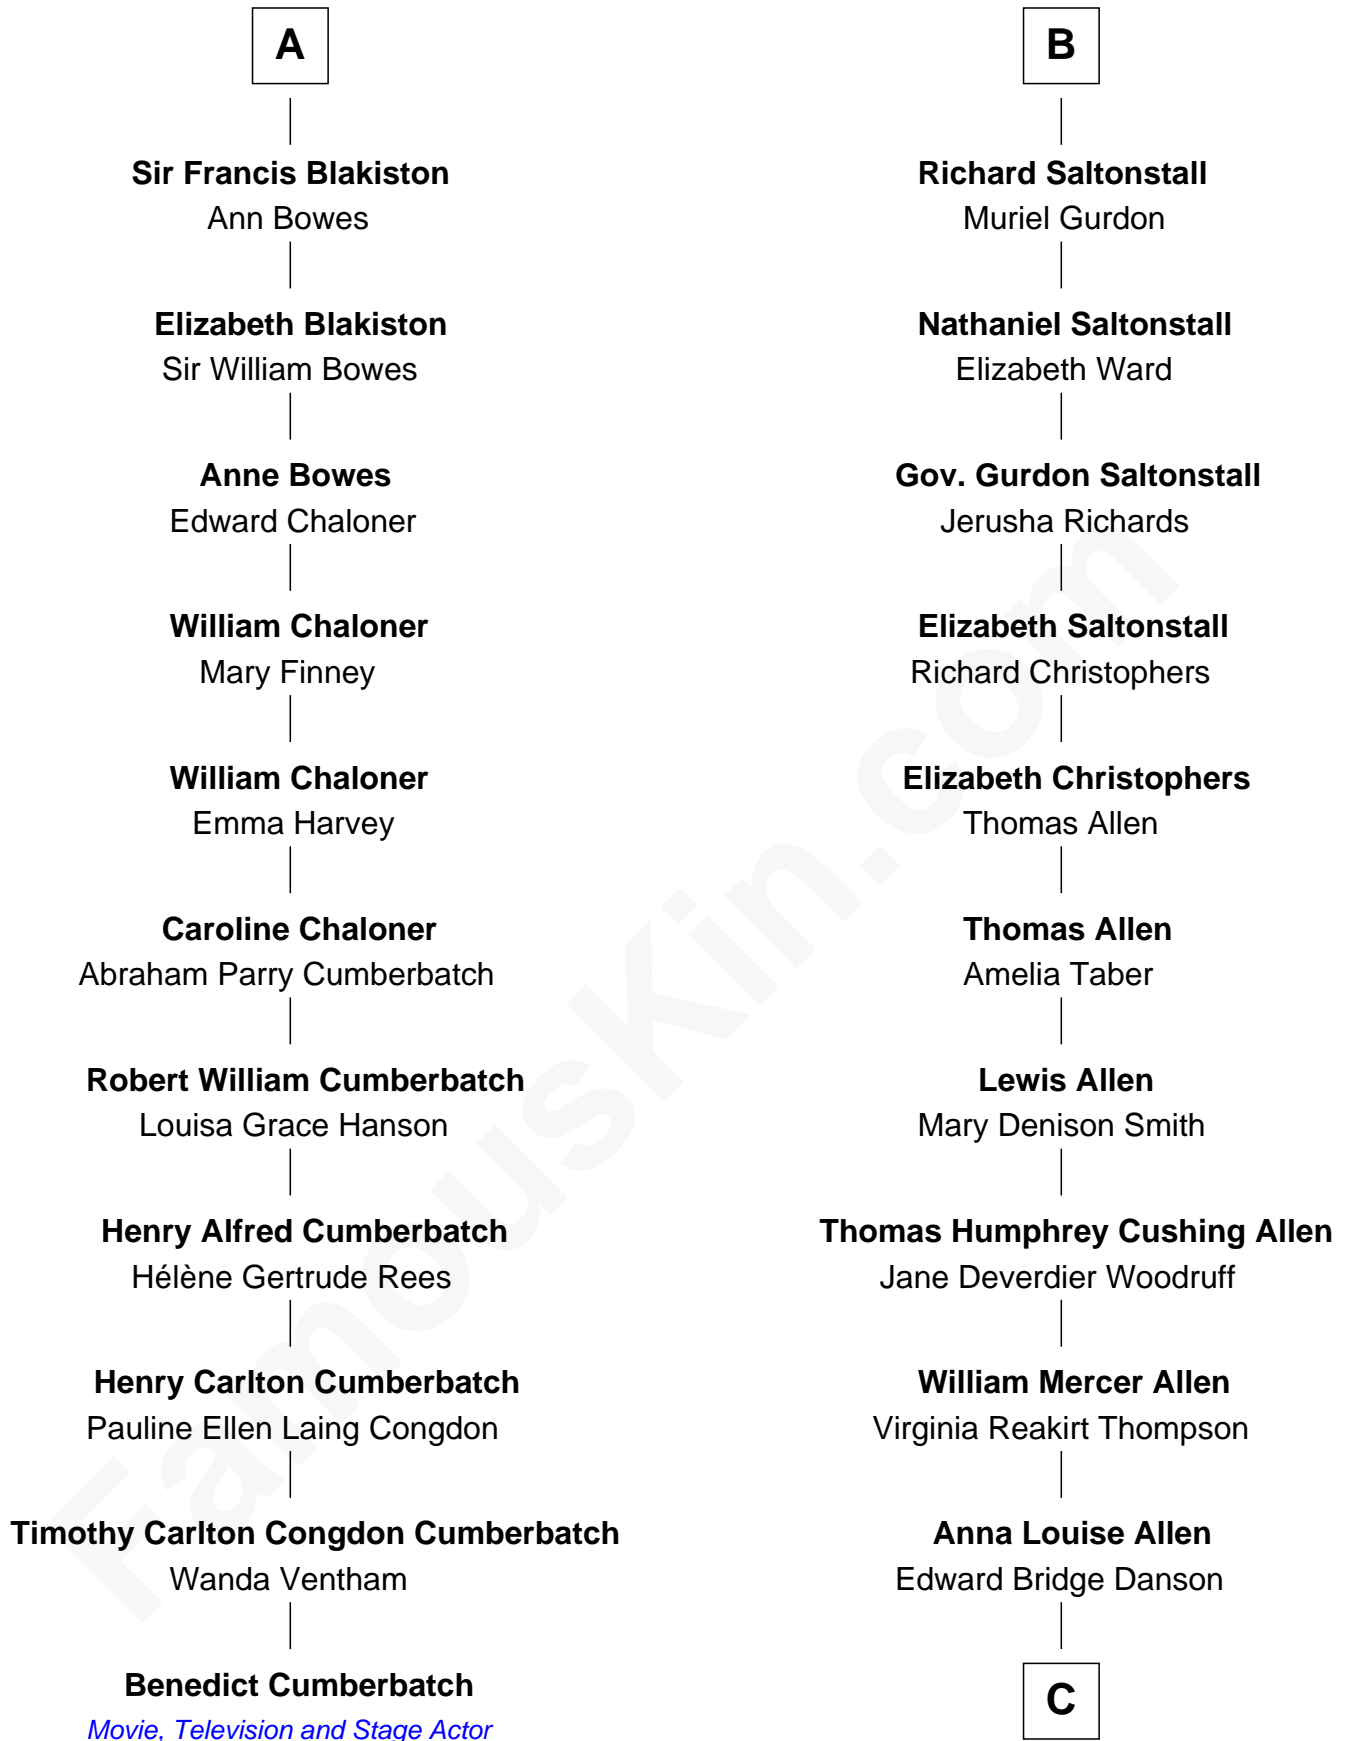 A
Sir Francis Blakiston
Ann Bowes
Elizabeth Blakiston
Sir William Bowes
Anne Bowes
Edward Chaloner
William Chaloner
Mary Finney
William Chaloner
Emma Harvey
Caroline Chaloner
Abraham Parry Cumberbatch
Robert William Cumberbatch
Louisa Grace Hanson
Henry Alfred Cumberbatch
Hélène Gertrude Rees
Henry Carlton Cumberbatch
Pauline Ellen Laing Congdon
Timothy Carlton Congdon Cumberbatch
Wanda Ventham
Benedict Cumberbatch
Movie, Television and Stage Actor
B
Richard Saltonstall
Muriel Gurdon
Nathaniel Saltonstall
Elizabeth Ward
Gov. Gurdon Saltonstall
Jerusha Richards
Elizabeth Saltonstall
Richard Christophers
Elizabeth Christophers
Thomas Allen
Thomas Allen
Amelia Taber
Lewis Allen
Mary Denison Smith
Thomas Humphrey Cushing Allen
Jane Deverdier Woodruff
William Mercer Allen
Virginia Reakirt Thompson
Anna Louise Allen
Edward Bridge Danson
C
FamousKin.com